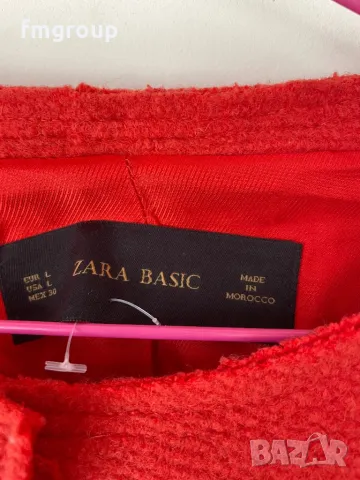 fmgroup
EUR L
USA L
MEX 30
ZARA BASIC
MADE
IN
MOROCCO
BAZAR